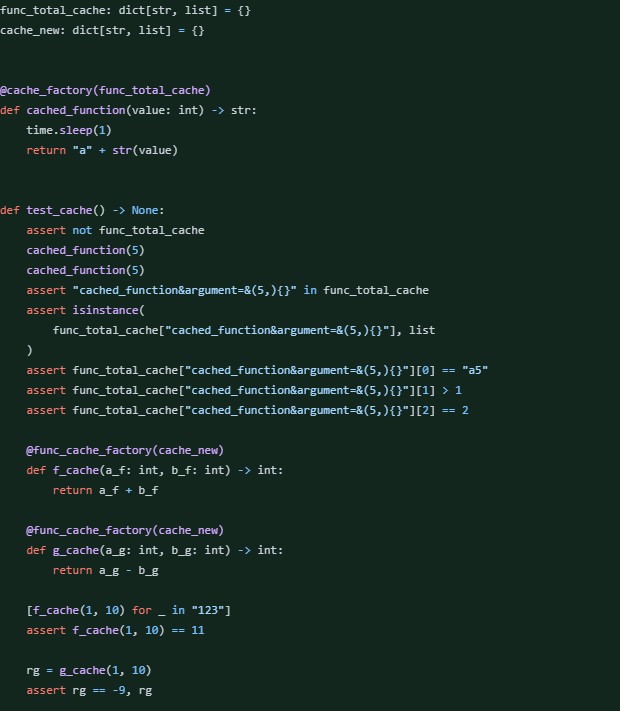 func_total_cache: dict[str, list] = {}
cache_new: dict[str, list] = {}
@cache_factory(func_total_cache)
def cached_function(value: int) -> str:
    time.sleep(1)
    return "a" + str(value)
def test_cache() -> None:
    assert not func_total_cache
    cached_function(5)
    cached_function(5)
    assert "cached_function&argument=&(5,){}" in func_total_cache
    assert isinstance(
        func_total_cache["cached_function&argument=&(5,){}"], list
    )
    assert func_total_cache["cached_function&argument=&(5,){}"][0] == "a5"
    assert func_total_cache["cached_function&argument=&(5,){}"][1] > 1
    assert func_total_cache["cached_function&argument=&(5,){}"][2] == 2
    @func_cache_factory(cache_new)
    def f_cache(a_f: int, b_f: int) -> int:
        return a_f + b_f
    @func_cache_factory(cache_new)
    def g_cache(a_g: int, b_g: int) -> int:
        return a_g - b_g
    [f_cache(1, 10) for _ in "123"]
    assert f_cache(1, 10) == 11
    rg = g_cache(1, 10)
    assert rg == -9, rg